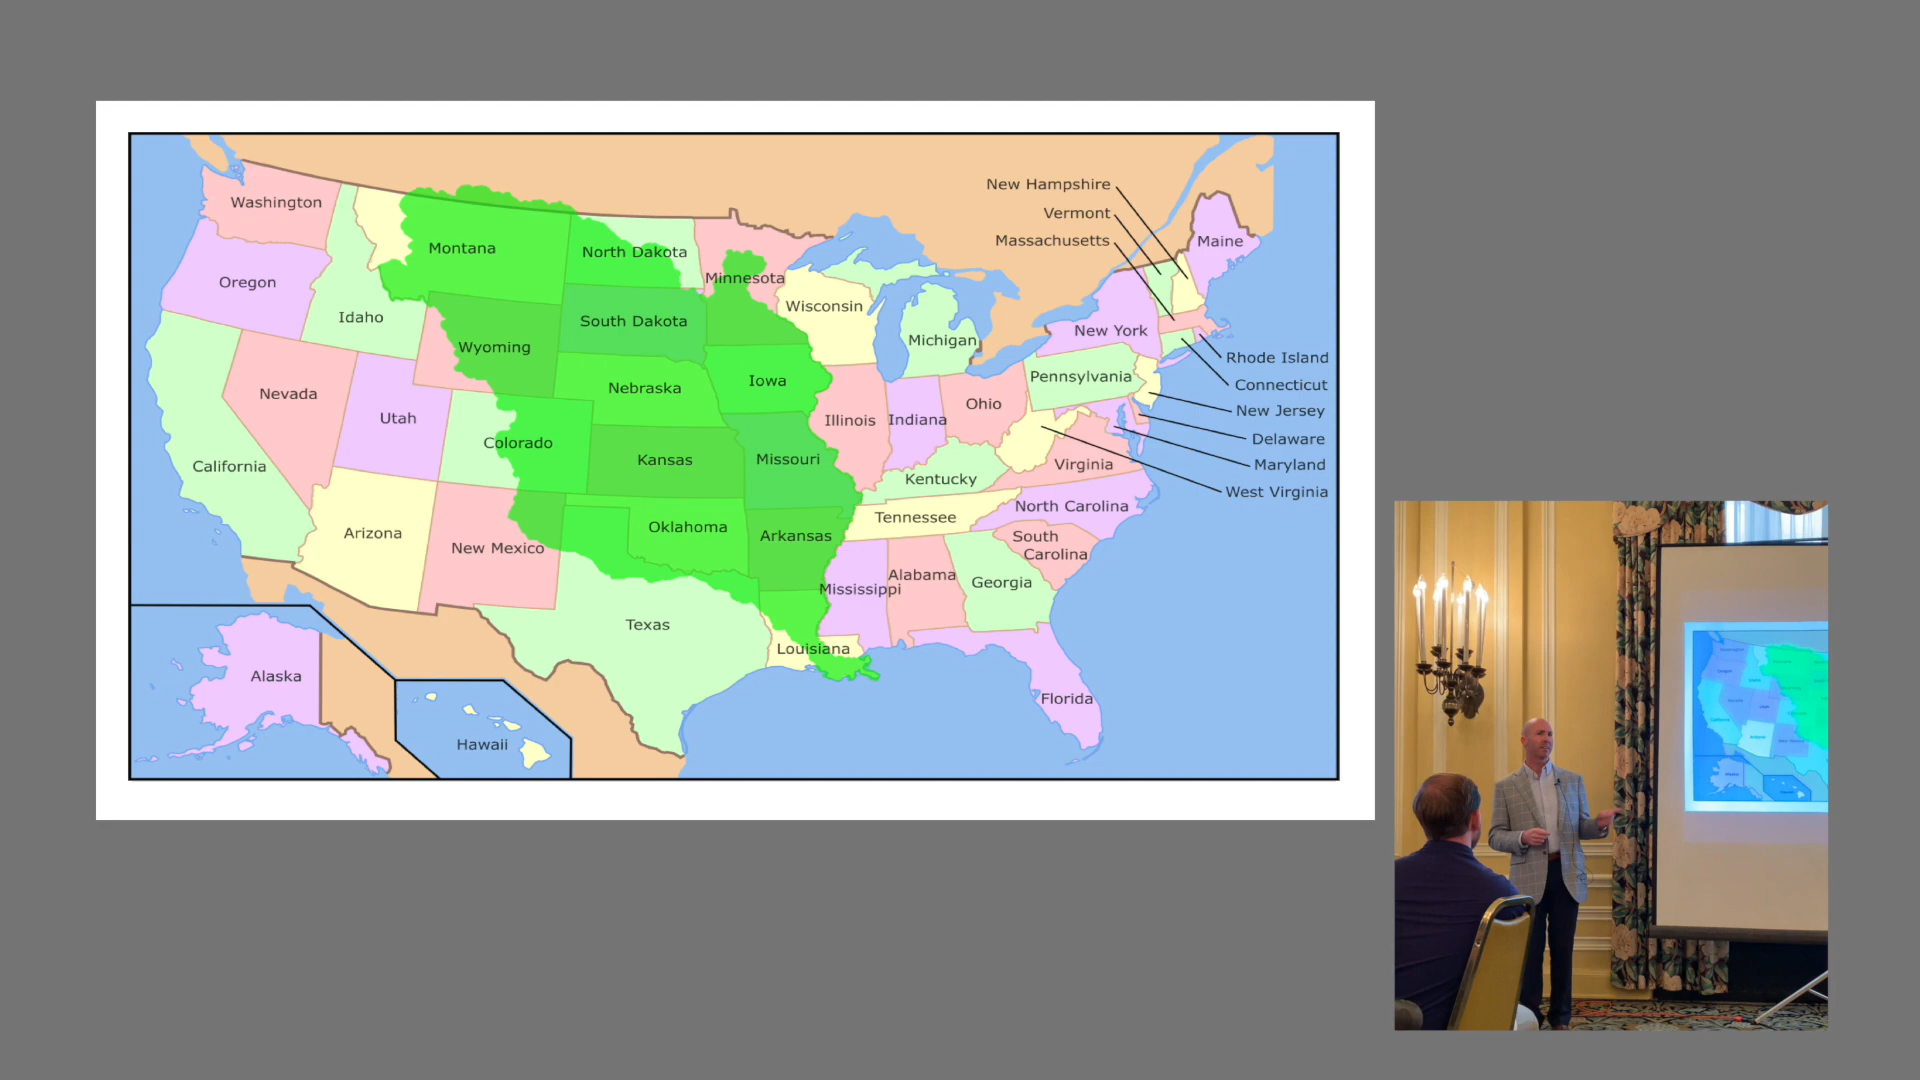 New Hampshire
Vermont
Massachusetts
Washington
Montana
North Dakota
Minnesota
Maine
Oregon
Idaho
South Dakota
Wisconsin
Wyoming
Michigan
New York
Rhode Island
Nevada
Utah
Nebraska
Iowa
Illinois
Indiana
Ohio
Pennsylvania
Connecticut
New Jersey
Delaware
Maryland
West Virginia
California
Colorado
Kansas
Missouri
Kentucky
Virginia
Arizona
New Mexico
Oklahoma
Arkansas
Tennessee
North Carolina
South
Carolina
Mississippi
Alabama
Georgia
Texas
Louisiana
Florida
Alaska
Hawaii